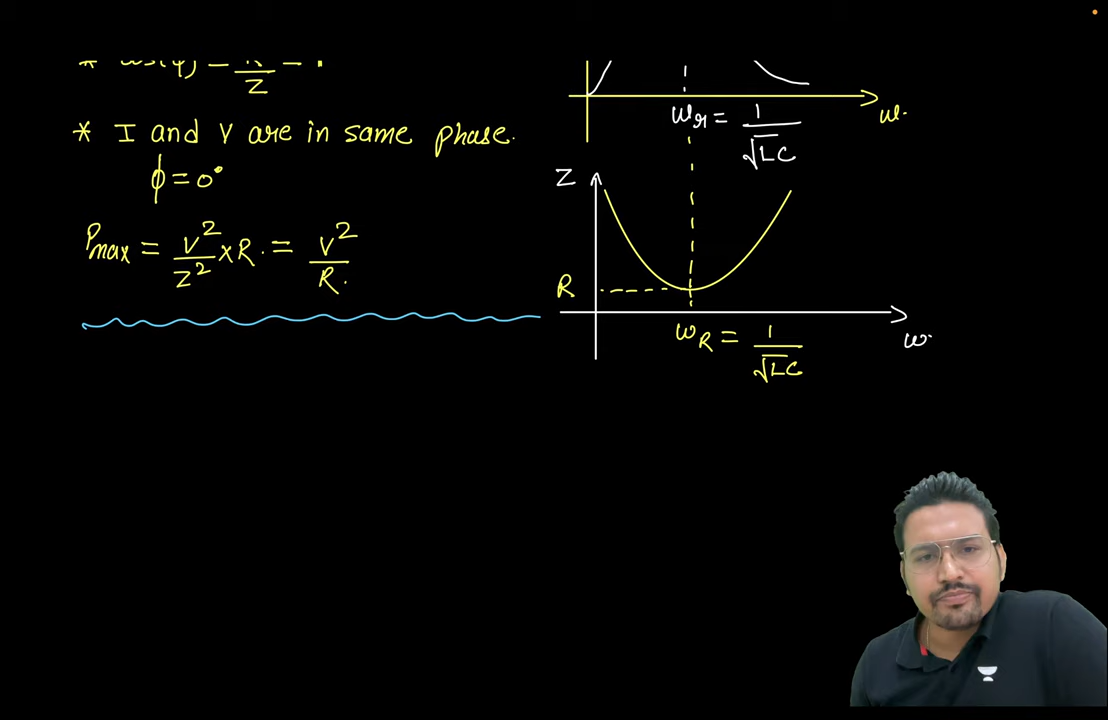 * I and V are in same phase.
φ = 0°
Pmax = V²/Z² x R. = V²/R.
ω.
ωr = 1/√LC
Z
R
ωR = 1/√LC
ω.